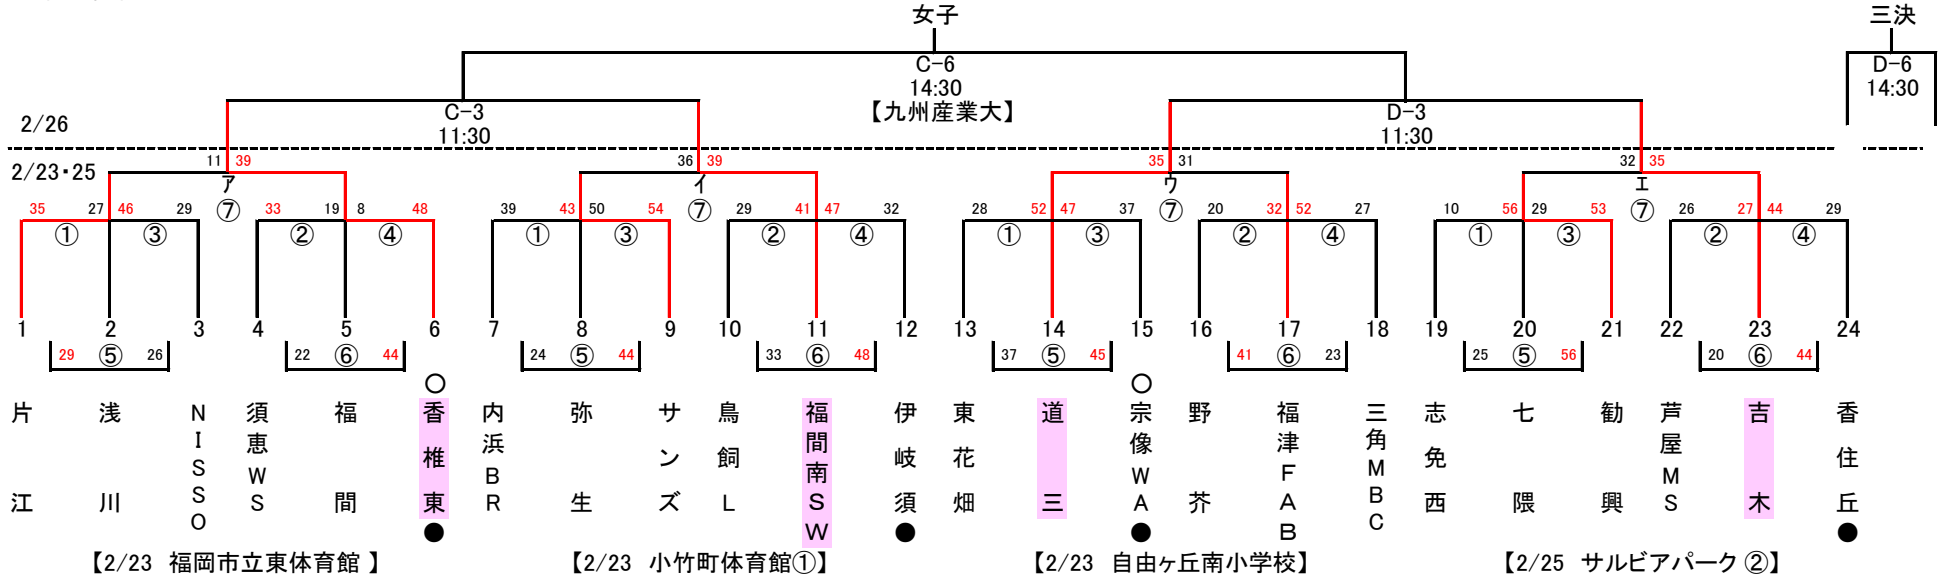 女子 三決
C-6 D-6
14:30 14:30
【九州産業大】
C-3 D-3
2/26 11:30 11:30
11 39 36 39 35 31 32 35
2/23・25 ア イ ウ エ
⑦ ⑦ ⑦ ⑦
35 27 46 29 33 19 8 48 39 43 50 54 29 41 47 32 28 52 47 37 20 32 52 27 10 56 29 53 26 27 44 29
① ③ ② ④ ① ③ ② ④ ① ③ ② ④ ① ③ ② ④
1 2 3 4 5 6 7 8 9 10 11 12 13 14 15 16 17 18 19 20 21 22 23 24
29 ⑤ 26 22 ⑥ 44 24 ⑤ 44 33 ⑥ 48 37 ⑤ 45 41 ⑥ 23 25 ⑤ 56 20 ⑥ 44
○ ○
片江
浅川
NISSO
須恵WS
福間
香椎東
内浜BR
弥生
サンズ
鳥飼L
福間南SW
伊岐須
東花畑
道三
宗像WA
野芥
福津FAB
三角MBC
志免西
七隈
勧興
芦屋MS
吉木
香住丘
● ● ● ●
【2/23 福岡市立東体育館 】 【2/23 小竹町体育館①】 【2/23 自由ヶ丘南小学校】 【2/25 サルビアパーク ②】